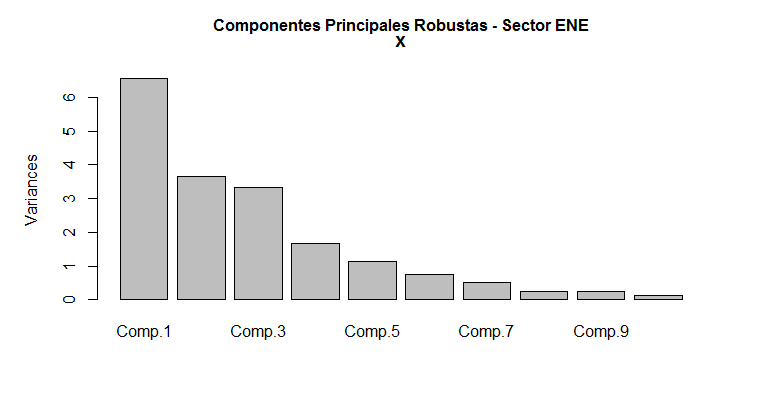 Componentes Principales Robustas - Sector ENE
X
Variances
6
5
4
3
2
1
0
Comp.1 Comp.3 Comp.5 Comp.7 Comp.9